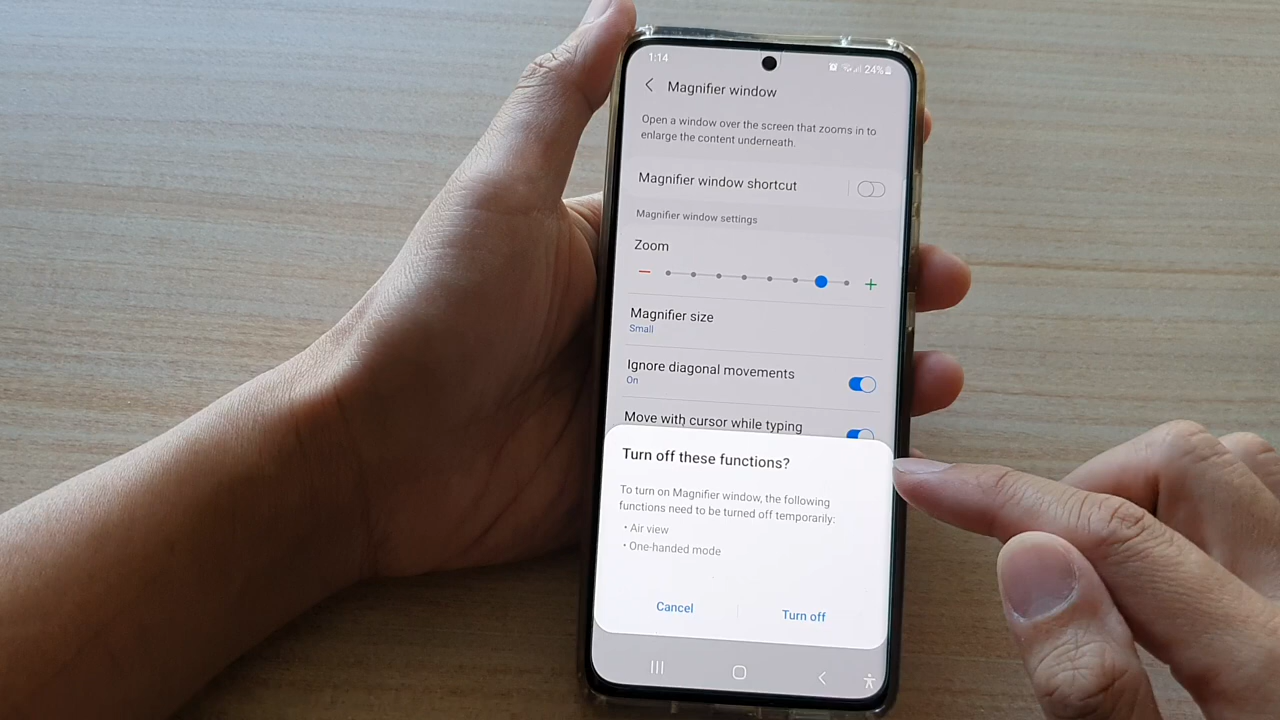 1:14
24%
Magnifier window
Open a window over the screen that zooms in to
enlarge the content underneath.
Magnifier window shortcut
Magnifier window settings
Zoom
Magnifier size
Small
Ignore diagonal movements
On
Move with cursor while typing
Turn off these functions?
To turn on Magnifier window, the following
functions need to be turned off temporarily:
• Air view
• One-handed mode
Cancel
Turn off